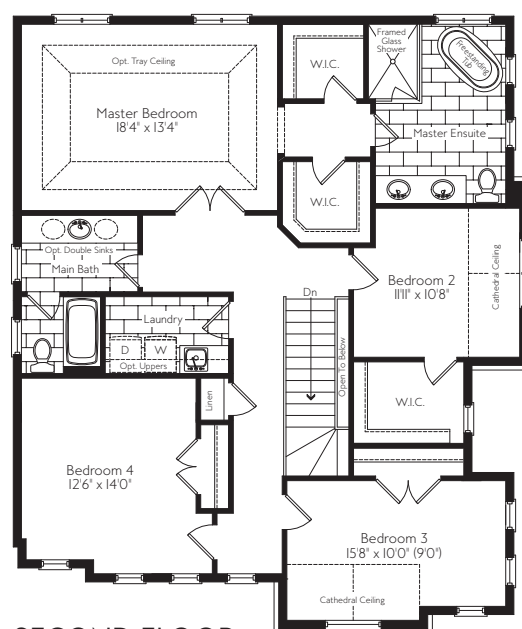 Opt. Tray Ceiling
Master Bedroom
18'4" x 13'4"
W.I.C.
Framed
Glass
Shower
Freestanding
Tub
Master Ensuite
W.I.C.
Opt. Double Sinks
Main Bath
Bedroom 2
11'11" x 10'8"
Cathedral Ceiling
Dn
Laundry
D
W
Opt. Uppers
Open To Below
Linen
W.I.C.
Bedroom 4
12'6" x 14'0"
Bedroom 3
15'8" x 10'0" (9'0")
Cathedral Ceiling
SECOND FLOOR